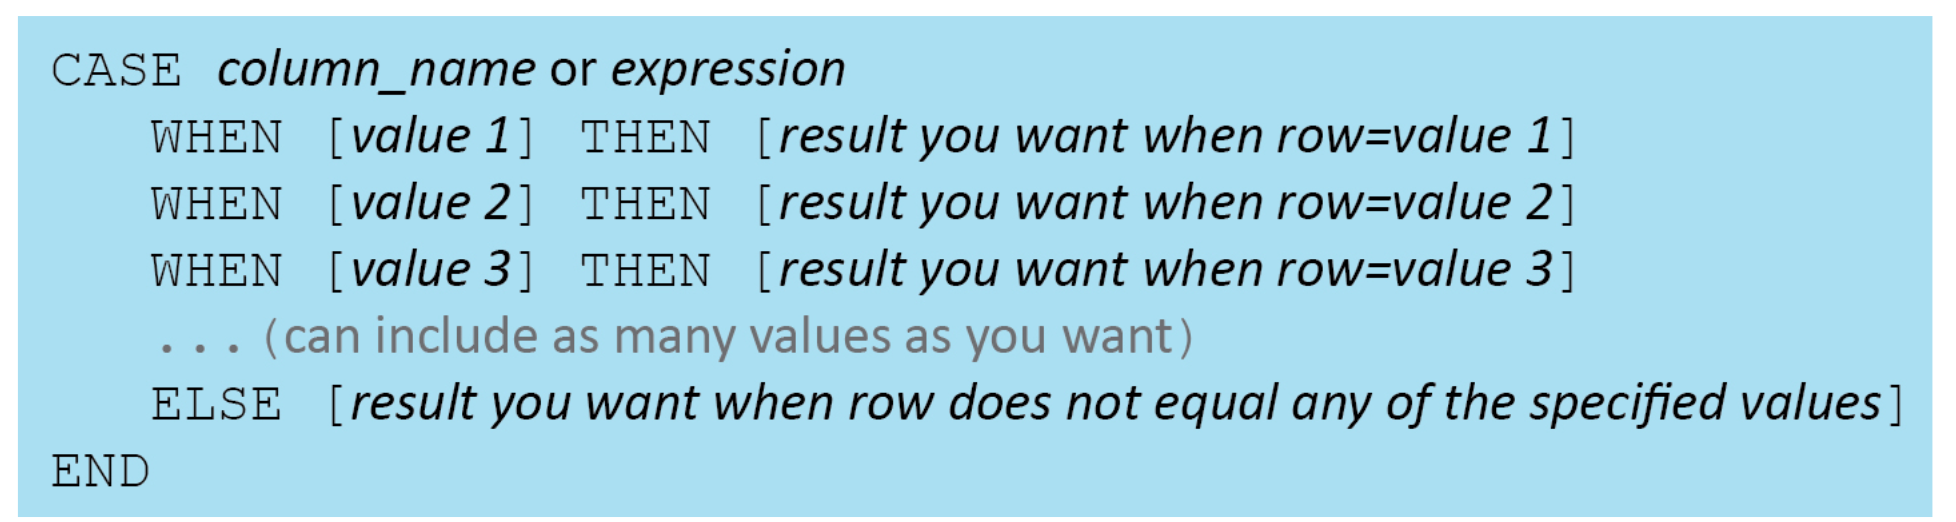 CASE column_name or expression
WHEN [value 1] THEN [result you want when row=value 1]
WHEN [value 2] THEN [result you want when row=value 2]
WHEN [value 3] THEN [result you want when row=value 3]
...(can include as many values as you want)
ELSE [result you want when row does not equal any of the specified values]
END